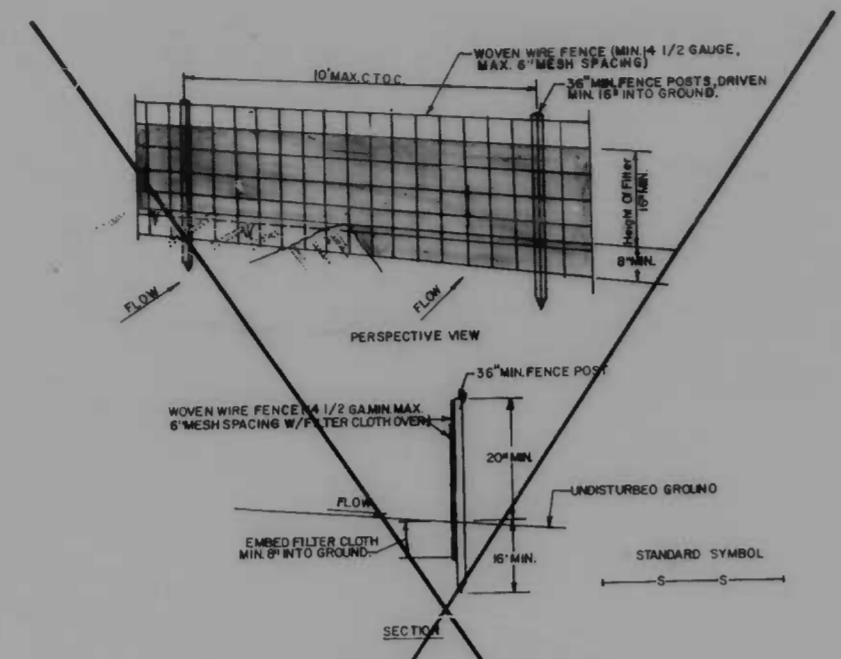 WOVEN WIRE FENCE (MIN. 14 1/2 GAUGE,
MAX. 6" MESH SPACING)
10' MAX. C. TO C.
36" MIN. FENCE POSTS, DRIVEN
MIN. 16" INTO GROUND.
Height Of Filter
16" MIN.
8" MIN.
FLOW
FLOW
PERSPECTIVE VIEW
36" MIN. FENCE POST
WOVEN WIRE FENCE 14 1/2 GA. MIN. MAX.
6" MESH SPACING W/FILTER CLOTH OVER
20" MIN.
FLOW
UNDISTURBED GROUND
EMBED FILTER CLOTH
MIN. 8" INTO GROUND.
16" MIN.
STANDARD SYMBOL
S S
SECTION